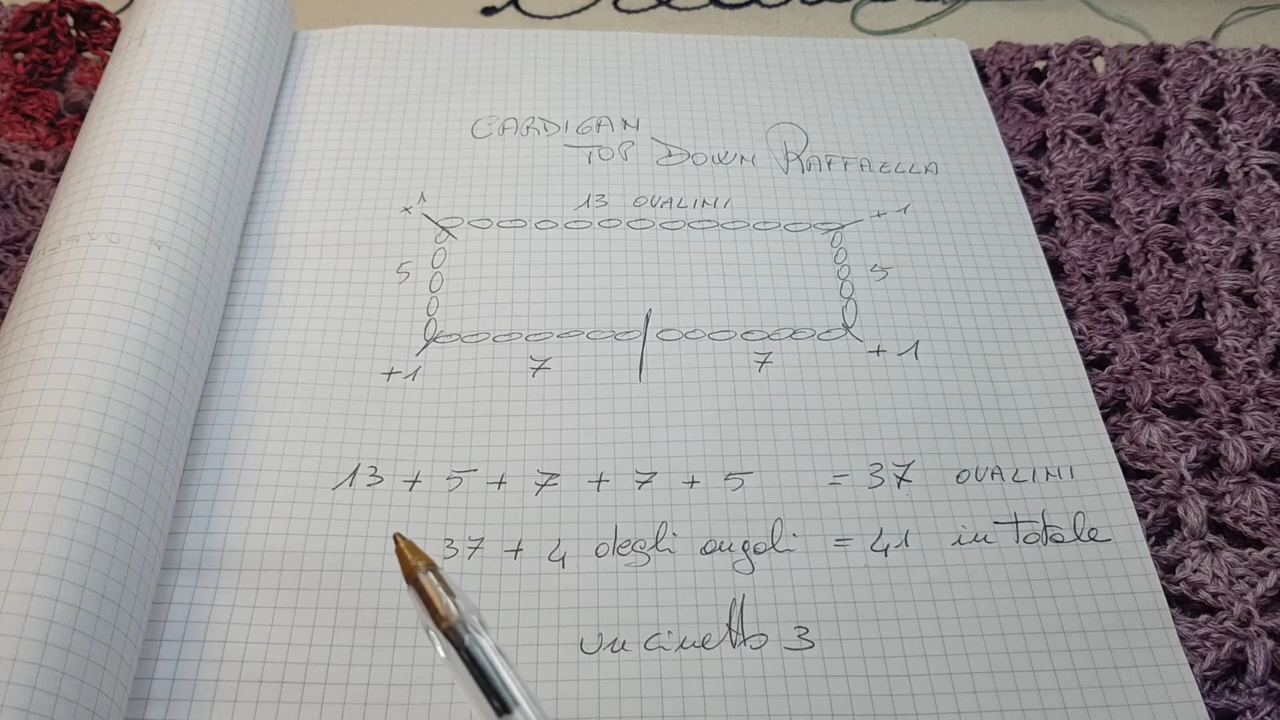 CARDIGAN
TOP DOWN RAFFAELLA
+1 13 OVALINI +1
5 5
+1 7 7 +1
13 + 5 + 7 + 7 + 5 = 37 OVALINI
37 + 4 degli angoli = 41 in Totale
uncinetto 3